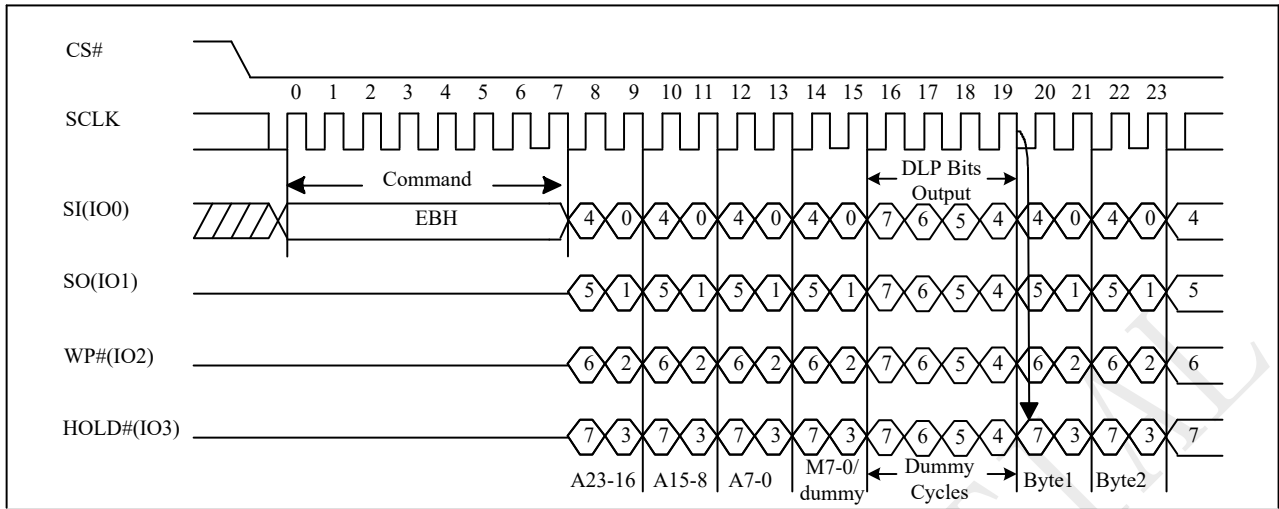 CS#
0 1 2 3 4 5 6 7 8 9 10 11 12 13 14 15 16 17 18 19 20 21 22 23
SCLK
Command
DLP Bits
Output
SI(IO0)
EBH
4 0 4 0 4 0 4 0 7 6 5 4 4 0 4 0 4
SO(IO1)
5 1 5 1 5 1 5 1 7 6 5 4 5 1 5 1 5
WP#(IO2)
6 2 6 2 6 2 6 2 7 6 5 4 6 2 6 2 6
HOLD#(IO3)
7 3 7 3 7 3 7 3 7 6 5 4 7 3 7 3 7
A23-16 A15-8 A7-0
M7-0/
dummy
Dummy
Cycles
Byte1 Byte2
TAL